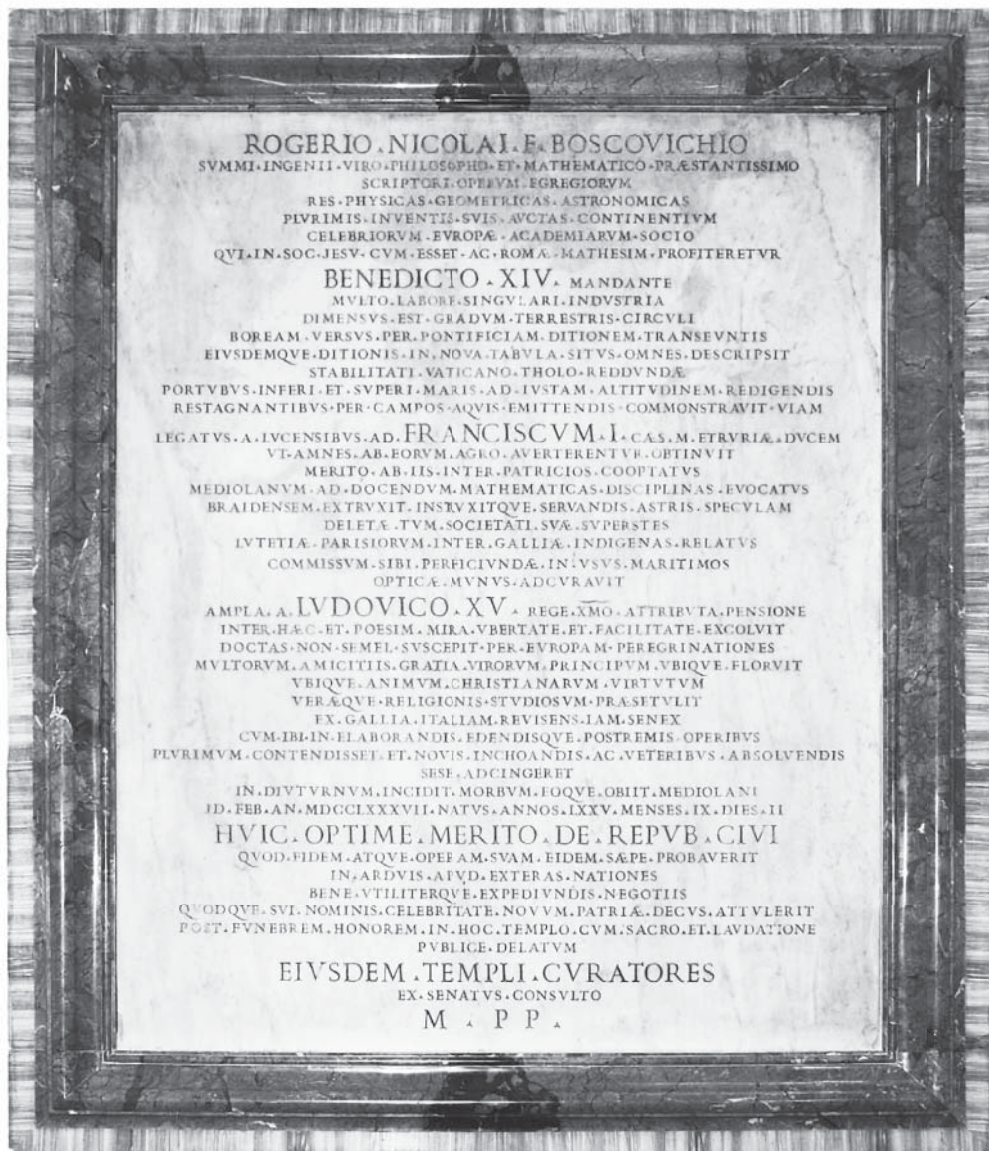 ROGERIO . NICOLAI . F . BOSCOVICHIO
SVMMI . INGENII . VIRO . PHILOSOPHO . ET . MATHEMATICO . PRÆSTANTISSIMO
SCRIPTORI . OPERVM . EGREGIORVM
RES . PHYSICAS . GEOMETRICAS . ASTRONOMICAS
PLVRIMIS . INVENTIS . SVIS . AVCTAS . CONTINENTIVM
CELEBRIORVM . EVROPÆ . ACADEMIARVM . SOCIO
QVI . IN . SOC . JESV . CVM . ESSET . AC . ROMÆ . MATHESIM . PROFITERETVR
BENEDICTO . XIV . MANDANTE
MVLTO . LABORE . SINGVLARI . INDVSTRIA
DIMENSVS . EST . GRADVM . TERRESTRIS . CIRCVLI
BOREAM . VERSVS . PER . PONTIFICIAM . DITIONEM . TRANSEVNTIS
EIVSDEMQVE . DITIONIS . IN . NOVA . TABVLA . SITVS . OMNES . DESCRIPSIT
STABILITATI . VATICANO . THOLO . REDDVNDÆ
PORTVBVS . INFERI . ET . SVPERI . MARIS . AD . IVSTAM . ALTITVDINEM . REDIGENDIS
RESTAGNANTIBVS . PER . CAMPOS . AQVIS . EMITTENDIS . COMMONSTRAVIT . VIAM
LEGATVS . A . LVCENSIBVS . AD . FRANCISCVM . I . CÆS . M . ETRVRIÆ . DVCEM
VT . AMNES . AB . EORVM . AGRO . AVERTERENTVR . OBTINVIT
MERITO . AB . IIS . INTER . PATRICIOS . COOPTATVS
MEDIOLANVM . AD . DOCENDVM . MATHEMATICAS . DISCIPLINAS . EVOCATVS
BRAIDENSEM . EXTRVXIT . INSTRVXITQVE . SERVANDIS . ASTRIS . SPECVLAM
DELETÆ . TVM . SOCIETATI . SVÆ . SVPERSTES
LVTETIÆ . PARISIORVM . INTER . GALLIÆ . INDIGENAS . RELATVS
COMMISSVM . SIBI . PERFICIVNDÆ . IN . VSVS . MARITIMOS
OPTICÆ . MVNVS . ADCVRAVIT
AMPLA . A . LVDOVICO . XV . REGE . XMO . ATTRIBVTA . PENSIONE
INTER . HÆC . ET . POESIM . MIRA . VBERTATE . ET . FACILITATE . EXCOLVIT
DOCTAS . NON . SEMEL . SVSCEPIT . PER . EVROPAM . PEREGRINATIONES
MVLTORVM . AMICITIIS . GRATIA . VIRORVM . PRINCIPVM . VBIQVE . FLORVIT
VBIQVE . ANIMVM . CHRISTIANARVM . VIRTVTVM
VERÆQVE . RELIGIONIS . STVDIOSVM . PRÆSETVLIT
EX . GALLIA . ITALIAM . REVISENS . IAM . SENEX
CVM . IBI . IN . ELABORANDIS . EDENDISQVE . POSTREMIS . OPERIBVS
PLVRIMVM . CONTENDISSET . ET . NOVIS . INCHOANDIS . AC . VETERIBVS . ABSOLVENDIS
SESE . ADCINGERET
IN . DIVTVRNVM . INCIDIT . MORBVM . EOQVE . OBIIT . MEDIOLANI
ID . FEB . AN . MDCCLXXXVII . NATVS . ANNOS . LXXV . MENSES . IX . DIES . II
HVIC . OPTIME . MERITO . DE . REPVB . CIVI
QVOD . FIDEM . ATQVE . OPERAM . SVAM . EIDEM . SÆPE . PROBAVERIT
IN . ARDVIS . APVD . EXTERAS . NATIONES
BENE . VTILITERQVE . EXPEDIVNDIS . NEGOTIIS
QVODQVE . SVI . NOMINIS . CELEBRITATE . NOVVM . PATRIÆ . DECVS . ATTVLERIT
POST . FVNEBREM . HONOREM . IN . HOC . TEMPLO . CVM . SACRO . ET . LAVDATIONE
PVBLICE . DELATVM
EIVSDEM . TEMPLI . CVRATORES
EX . SENATVS . CONSVLTO
M . PP .